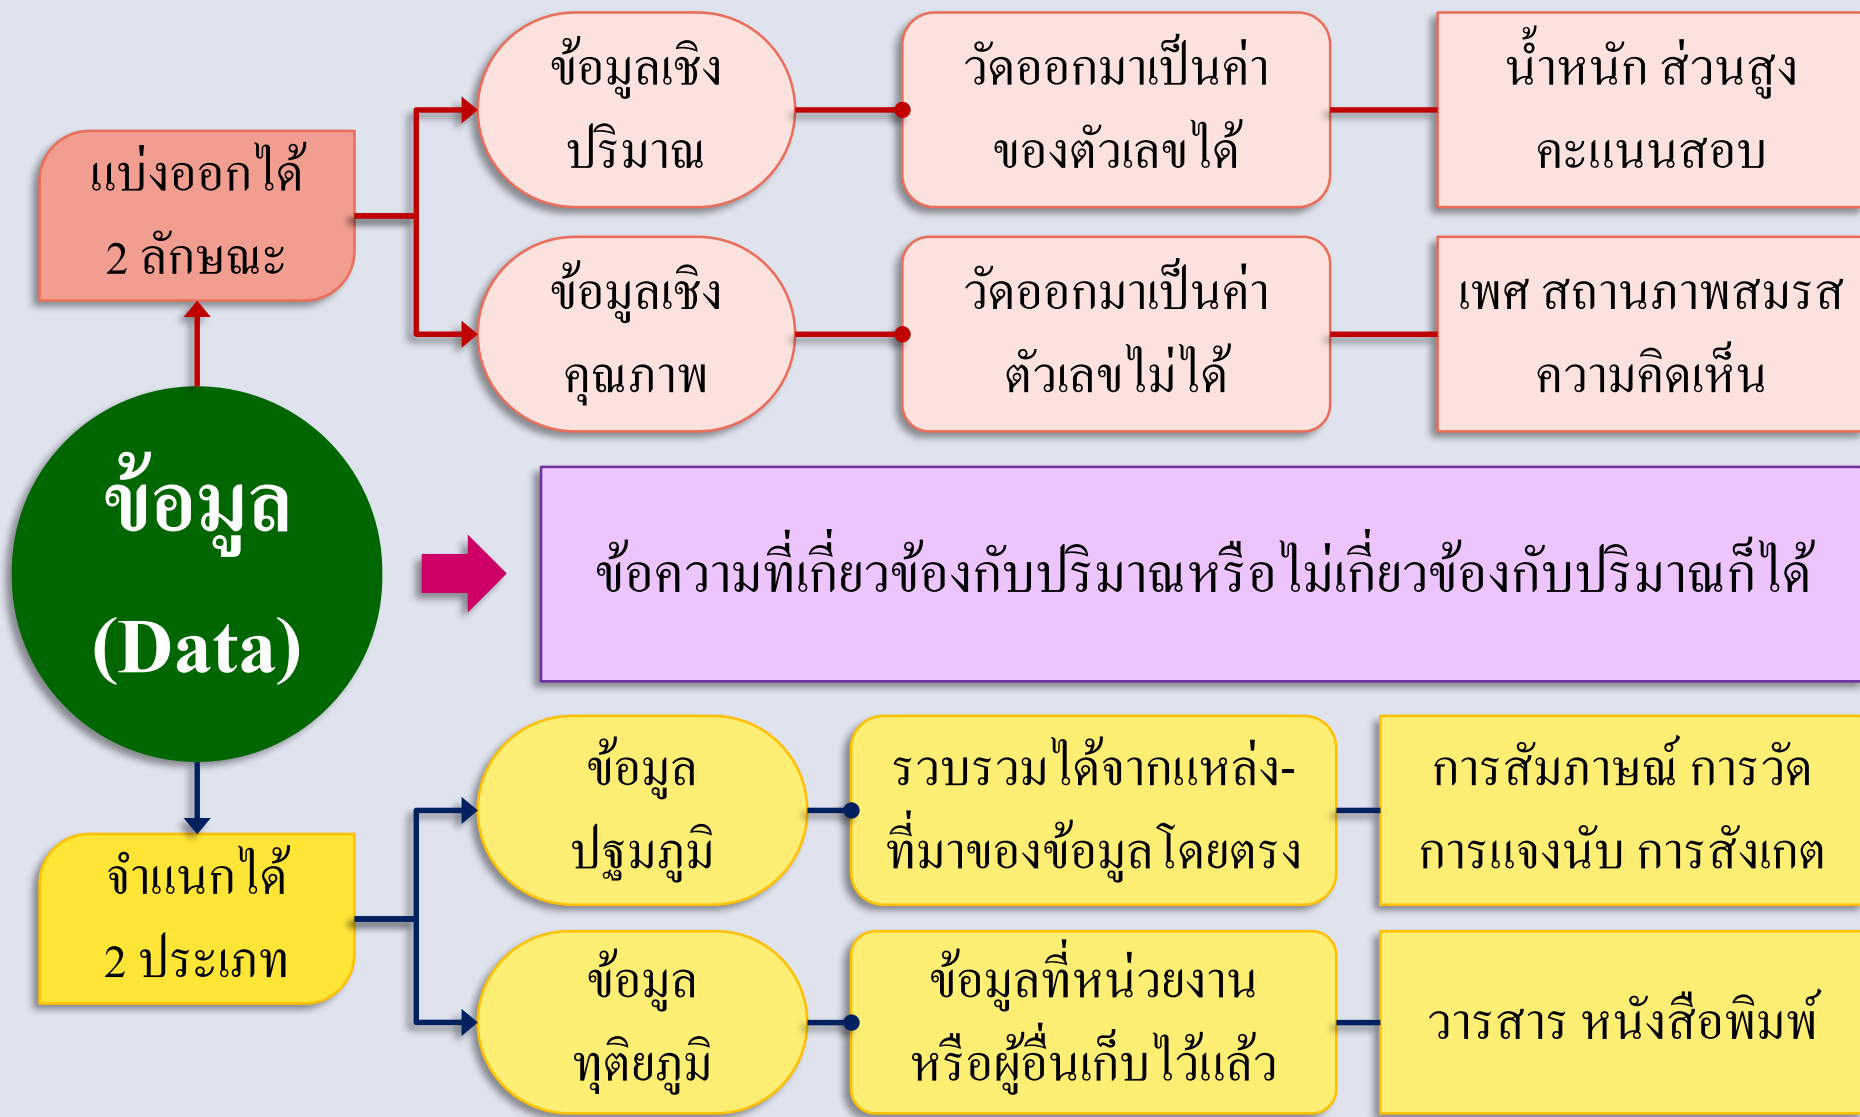 แบ่งออกได้
2 ลักษณะ
ข้อมูลเชิง
ปริมาณ
วัดออกมาเป็นค่า
ของตัวเลขได้
น้ำหนัก ส่วนสูง
คะแนนสอบ
ข้อมูลเชิง
คุณภาพ
วัดออกมาเป็นค่า
ตัวเลขไม่ได้
เพศ สถานภาพสมรส
ความคิดเห็น
ข้อมูล
(Data)
ข้อความที่เกี่ยวข้องกับปริมาณหรือไม่เกี่ยวข้องกับปริมาณก็ได้
จำแนกได้
2 ประเภท
ข้อมูล
ปฐมภูมิ
รวบรวมได้จากแหล่ง-
ที่มาของข้อมูลโดยตรง
การสัมภาษณ์ การวัด
การแจงนับ การสังเกต
ข้อมูล
ทุติยภูมิ
ข้อมูลที่หน่วยงาน
หรือผู้อื่นเก็บไว้แล้ว
วารสาร หนังสือพิมพ์